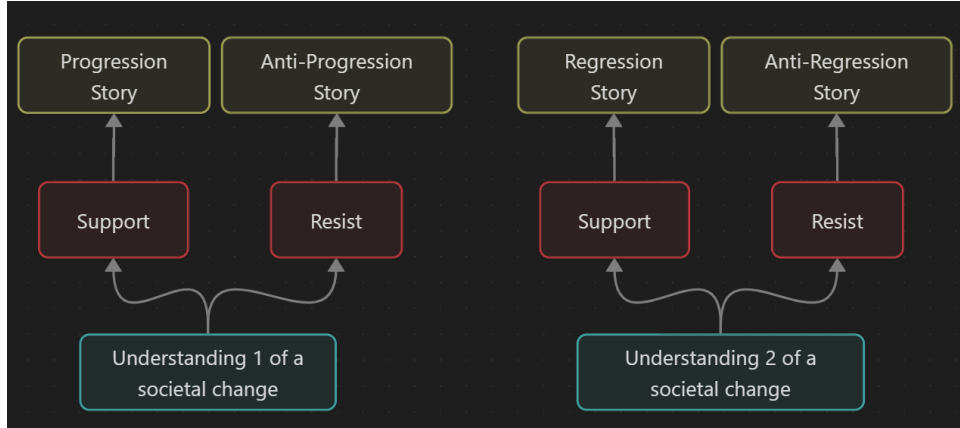 Progression
Story
Anti-Progression
Story
Regression
Story
Anti-Regression
Story
Support
Resist
Support
Resist
Understanding 1 of a
societal change
Understanding 2 of a
societal change